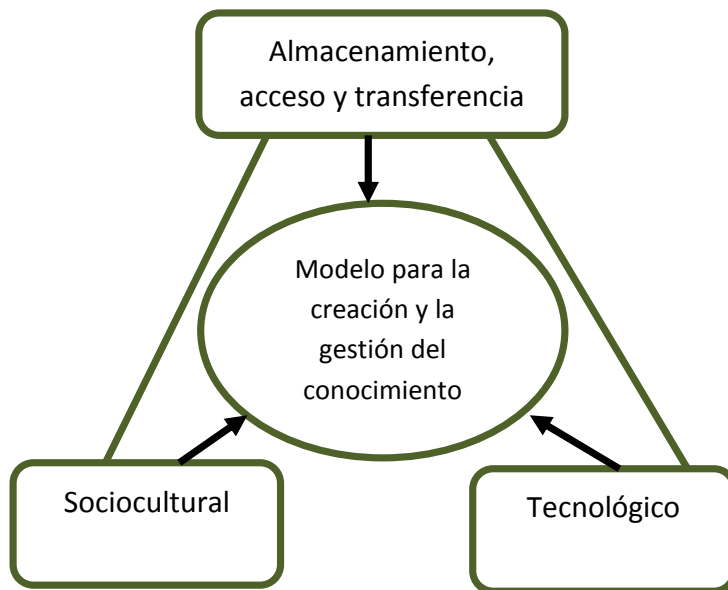 Almacenamiento,
acceso y transferencia
Modelo para la
creación y la
gestión del
conocimiento
Sociocultural
Tecnológico